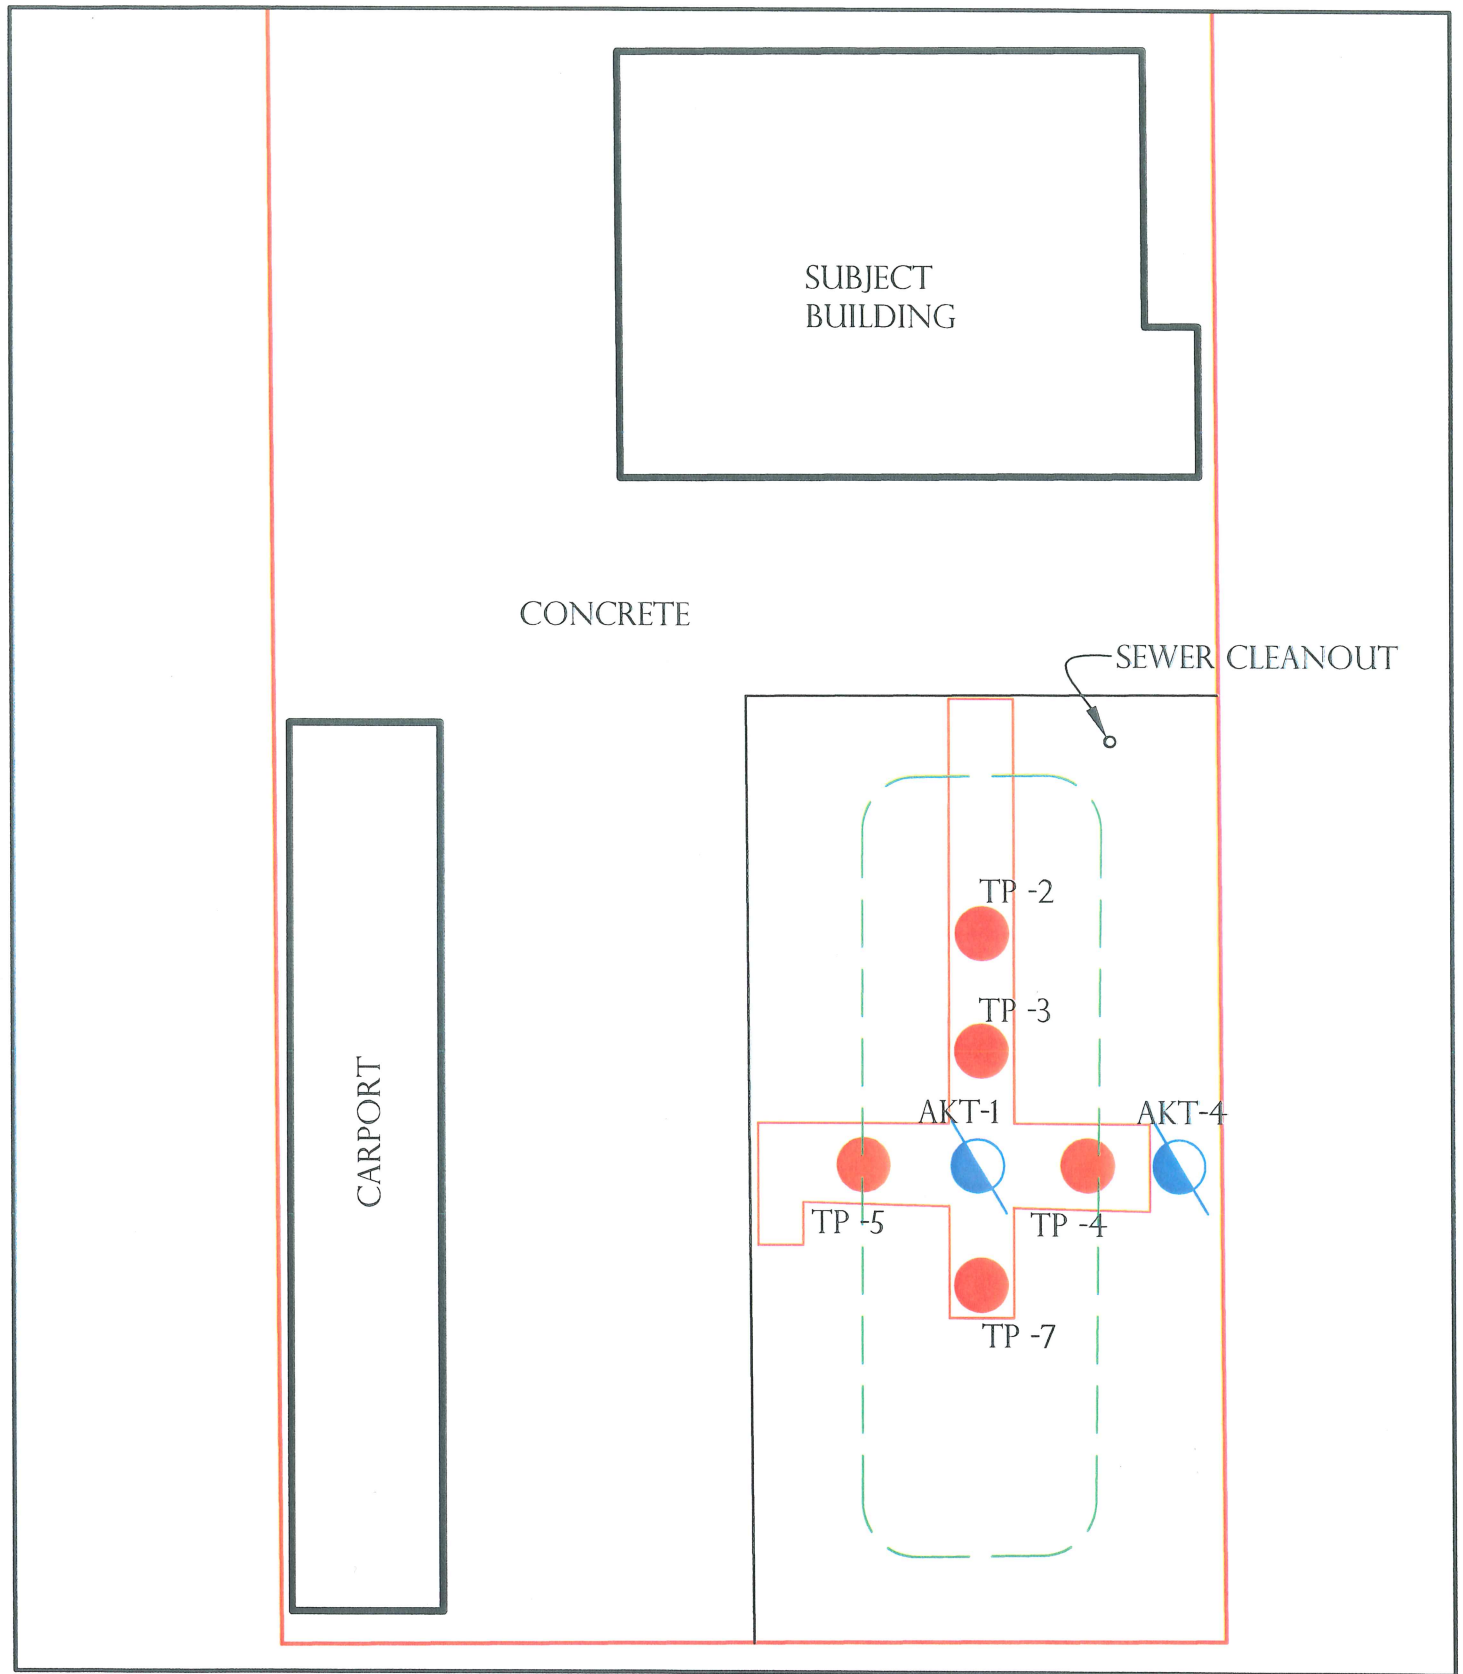 SUBJECT
BUILDING
CONCRETE
SEWER CLEANOUT
TP -2
TP -3
AKT-1
AKT-4
CARPORT
TP -5
TP -4
TP -7